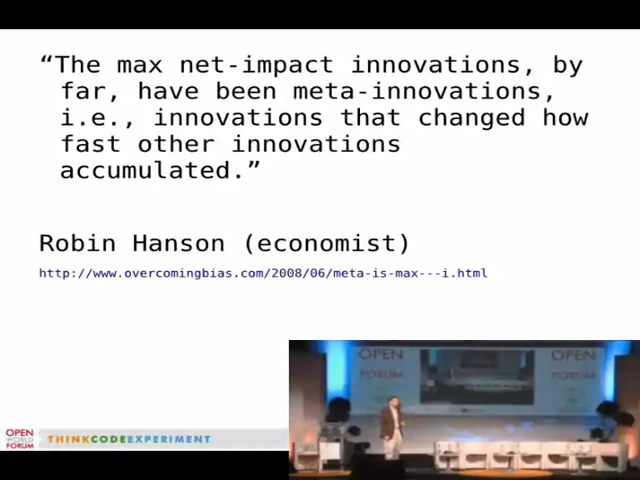 “The max net-impact innovations, by
far, have been meta-innovations,
i.e., innovations that changed how
fast other innovations
accumulated.”
Robin Hanson (economist)
http://www.overcomingbias.com/2008/06/meta-is-max---i.html
OPEN
OPEN
FORUM
FORUM
OPEN
WORLD
FORUM
THINKCODEEXPERIMENT